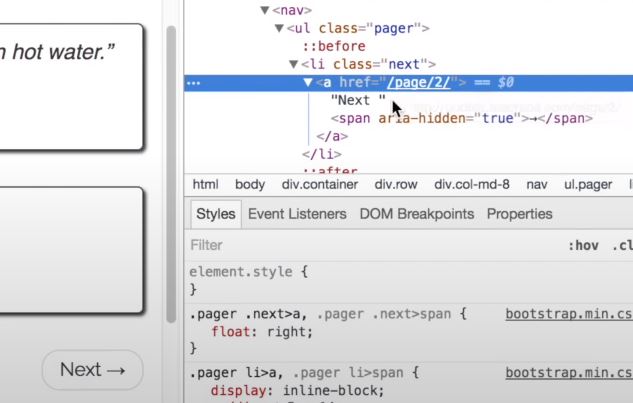 n hot water.”
Next →
▼<nav>
▼<ul class="pager">
::before
▼<li class="next">
▼<a href="/page/2/"> == $0
"Next "
<span aria-hidden="true">→</span>
</a>
</li>
::after
html body div.container div.row div.col-md-8 nav ul.pager
Styles Event Listeners DOM Breakpoints Properties
Filter :hov .cl
element.style {
}
.pager .next>a, .pager .next>span { bootstrap.min.cs
float: right;
}
.pager li>a, .pager li>span { bootstrap.min.cs
display: inline-block;